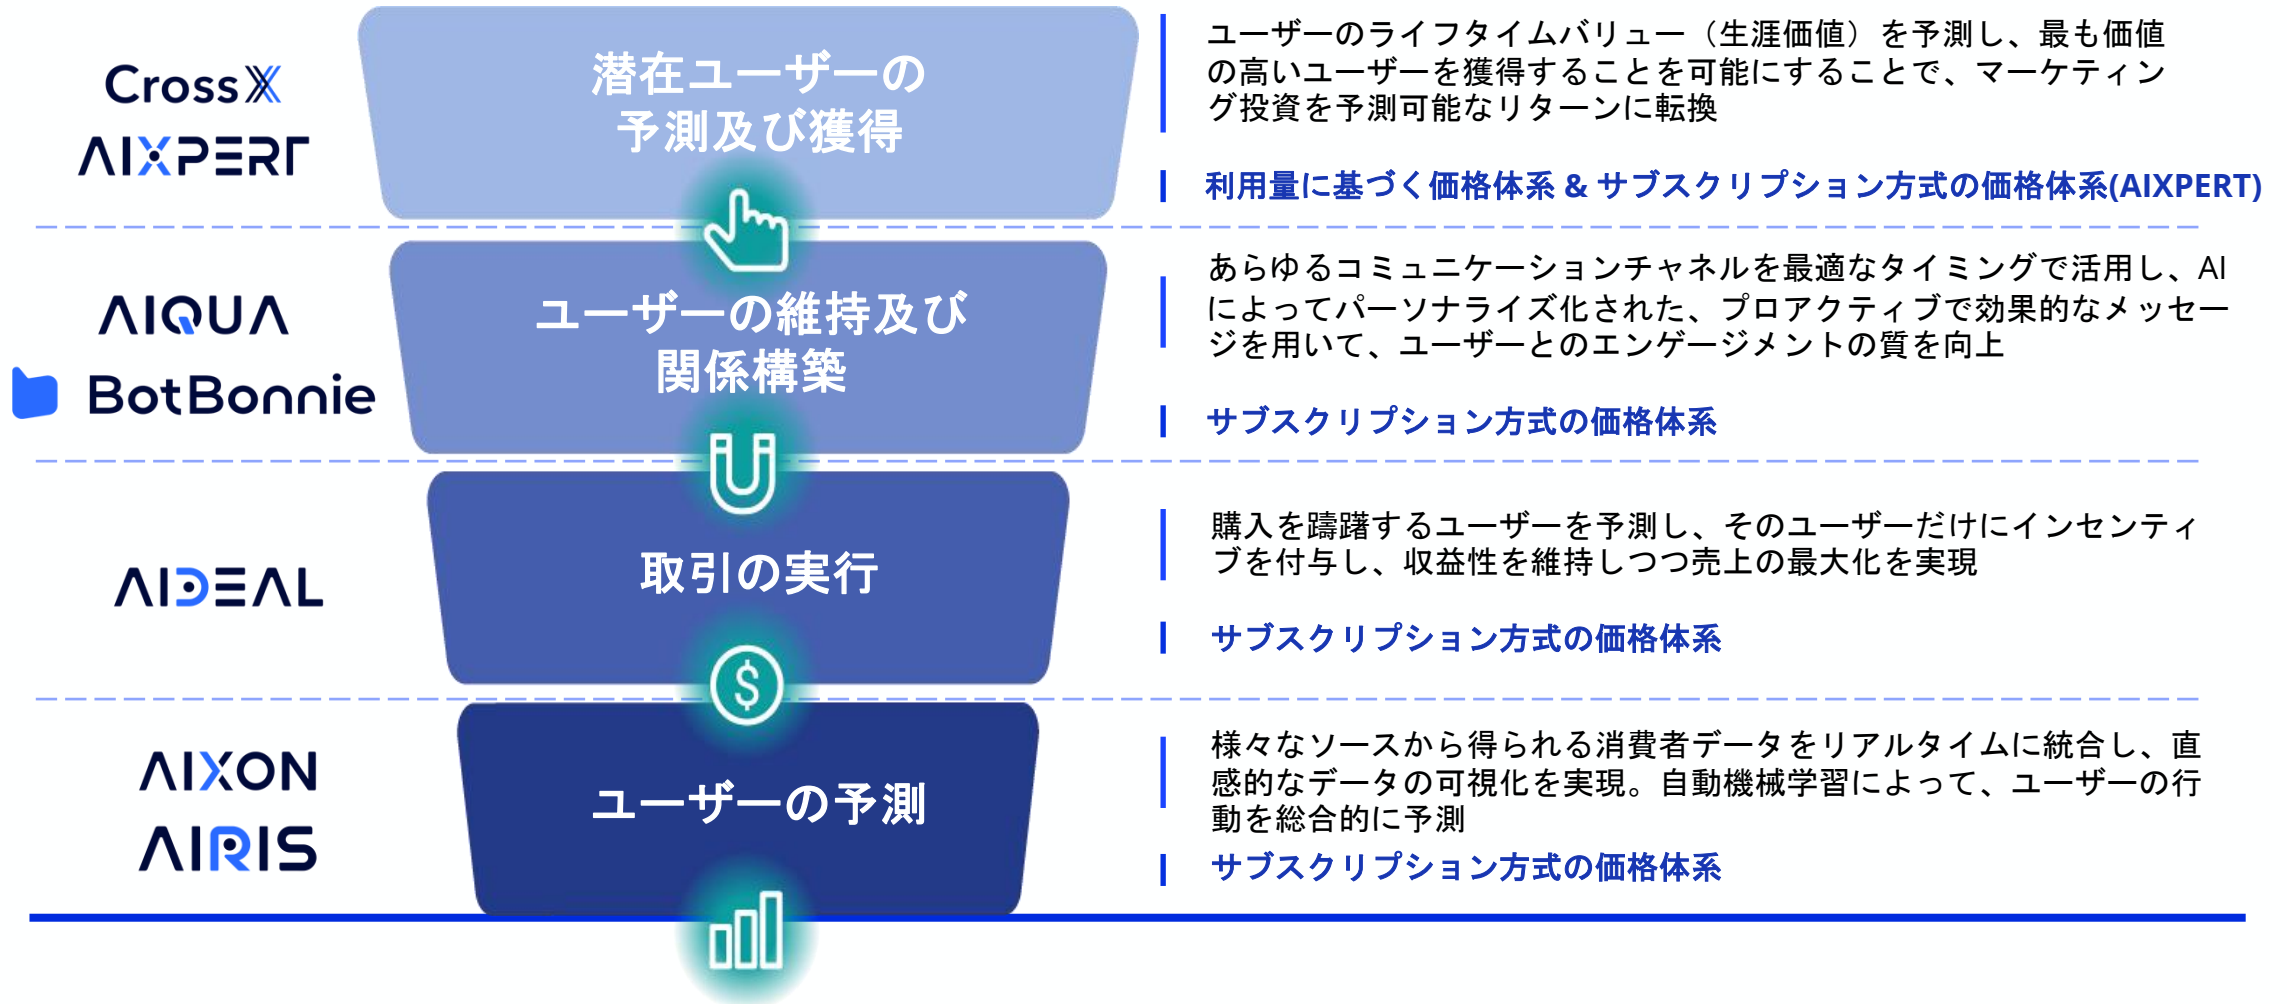 CrossX
AIXPERT
潜在ユーザーの
予測及び獲得
ユーザーのライフタイムバリュー（生涯価値）を予測し、最も価値
の高いユーザーを獲得することを可能にすることで、マーケティン
グ投資を予測可能なリターンに転換
利用量に基づく価格体系 & サブスクリプション方式の価格体系(AIXPERT)
AIQUA
BotBonnie
ユーザーの維持及び
関係構築
あらゆるコミュニケーションチャネルを最適なタイミングで活用し、AI
によってパーソナライズ化された、プロアクティブで効果的なメッセー
ジを用いて、ユーザーとのエンゲージメントの質を向上
サブスクリプション方式の価格体系
AIDEAL
取引の実行
購入を躊躇するユーザーを予測し、そのユーザーだけにインセンティ
ブを付与し、収益性を維持しつつ売上の最大化を実現
サブスクリプション方式の価格体系
$
AIXON
AIRIS
ユーザーの予測
様々なソースから得られる消費者データをリアルタイムに統合し、直
感的なデータの可視化を実現。自動機械学習によって、ユーザーの行
動を総合的に予測
サブスクリプション方式の価格体系